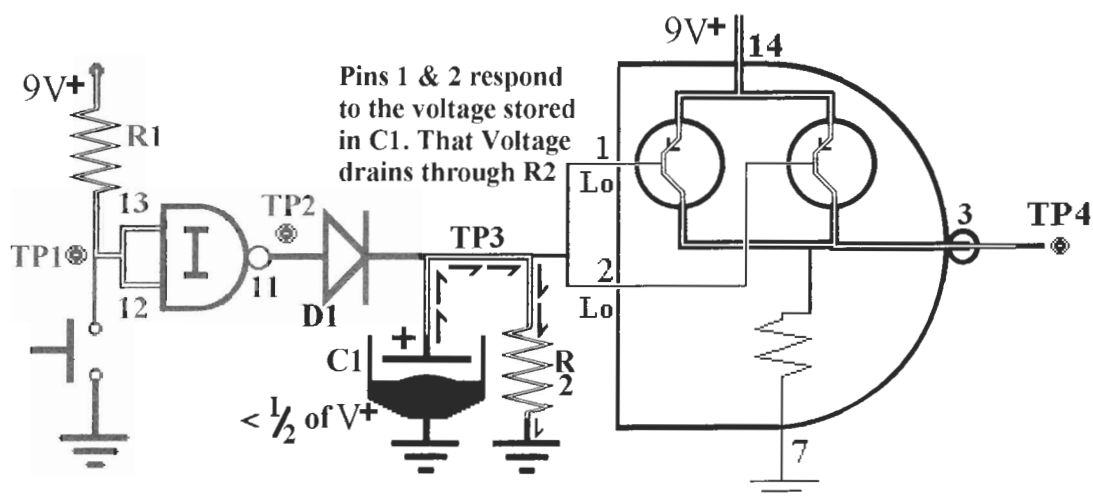 9V+
14
9V+
Pins 1 & 2 respond
to the voltage stored
in C1. That Voltage
drains through R2
R1
1
Lo
13
TP2
TP3
3
TP4
TP1
I
11
12
D1
2
Lo
+
C1
R
2
< 1/2 of V+
7